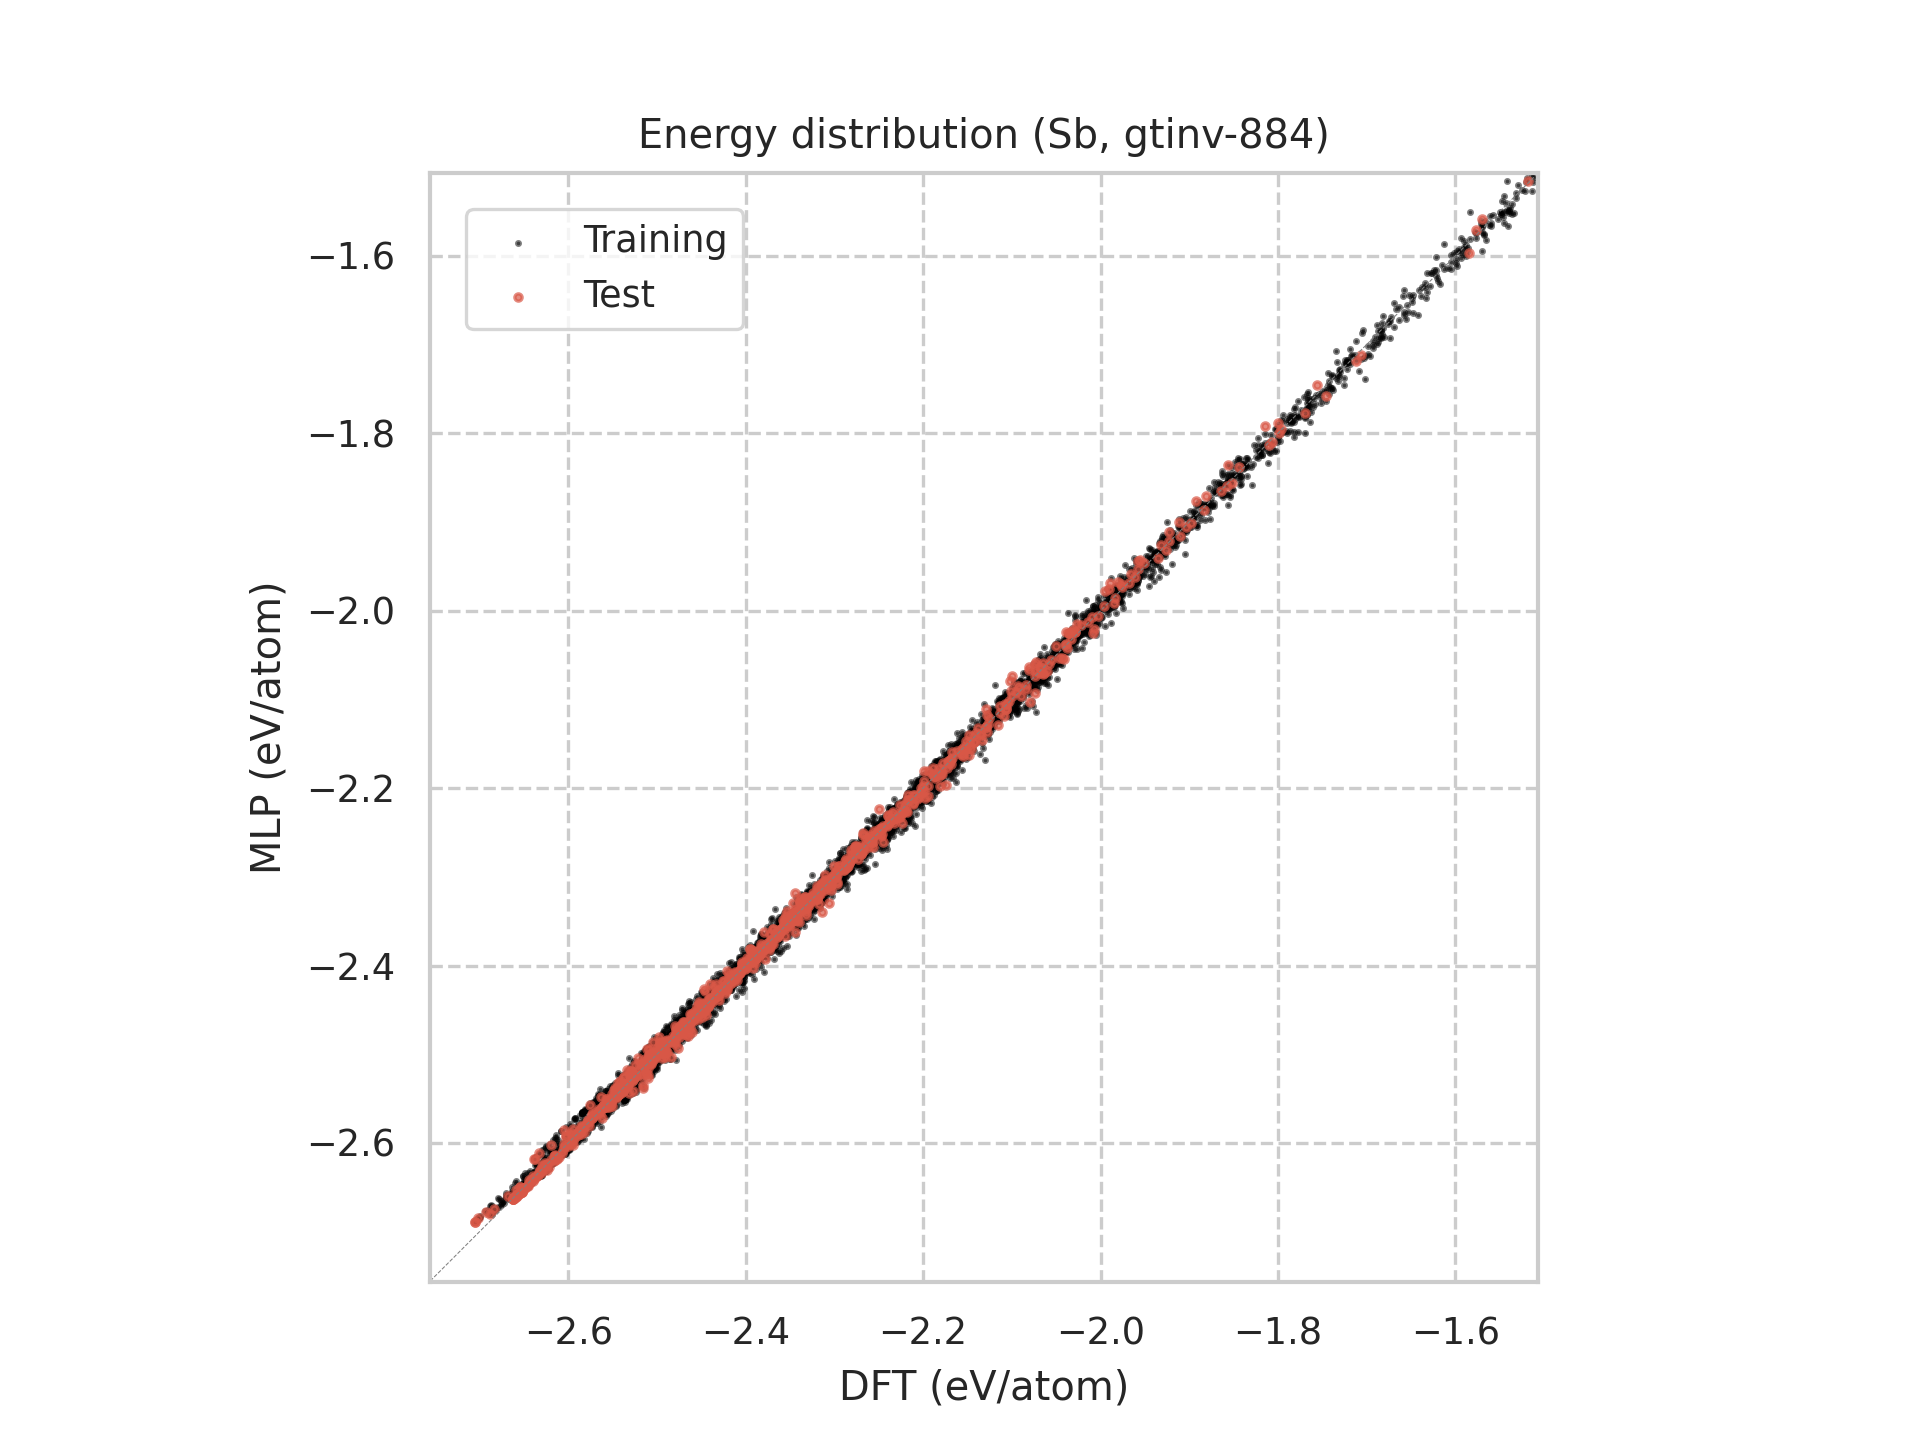 Energy distribution (Sb, gtinv-884)
Training
Test
−1.6
−1.8
−2.0
−2.2
−2.4
−2.6
MLP (eV/atom)
−2.6 −2.4 −2.2 −2.0 −1.8 −1.6
DFT (eV/atom)